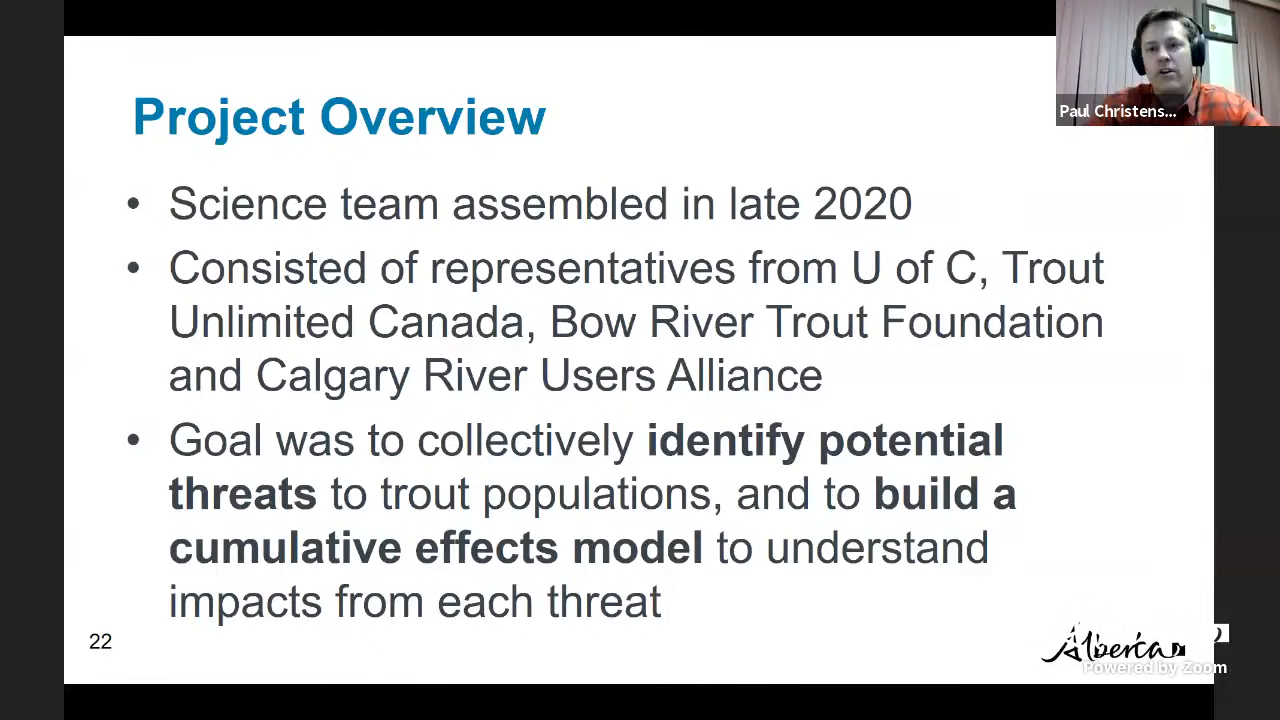 Project Overview
Paul Christens...
• Science team assembled in late 2020
• Consisted of representatives from U of C, Trout
Unlimited Canada, Bow River Trout Foundation
and Calgary River Users Alliance
• Goal was to collectively identify potential
threats to trout populations, and to build a
cumulative effects model to understand
impacts from each threat
22
Alberta
Powered by Zoom